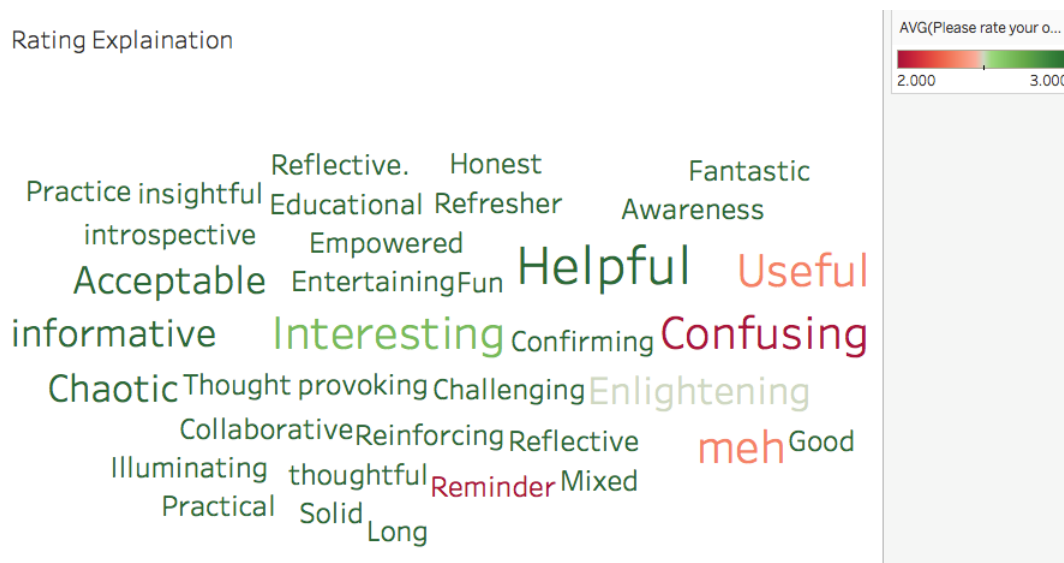 Rating Explaination
AVG(Please rate your o...
2.000 3.000
Reflective. Honest Fantastic
Practice insightful Educational Refresher Awareness
introspective Empowered
Acceptable Entertaining Fun Helpful Useful
informative Interesting Confirming Confusing
Chaotic Thought provoking Challenging Enlightening
Collaborative Reinforcing Reflective meh Good
Illuminating thoughtful Reminder Mixed
Practical Solid
Long